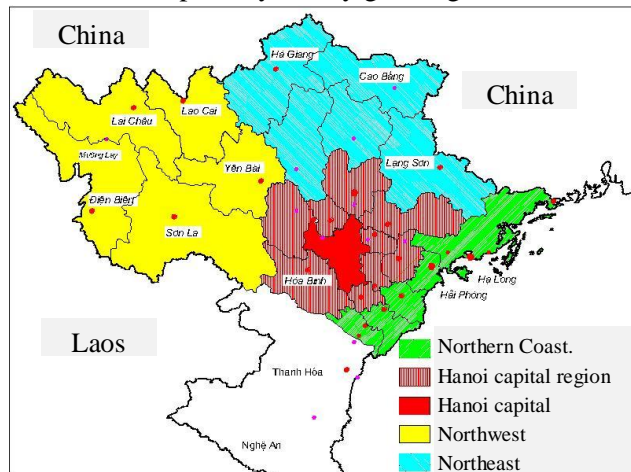 China
Hà Giang
Cao Bằng
China
Lao Cai
Lai Châu
Mường Lay
Lạng Sơn
Yên Bái
Điện Biên
Sơn La
Hòa Bình
Hạ Long
Hải Phòng
Laos
Thanh Hóa
Nghệ An
Northern Coast.
Hanoi capital region
Hanoi capital
Northwest
Northeast